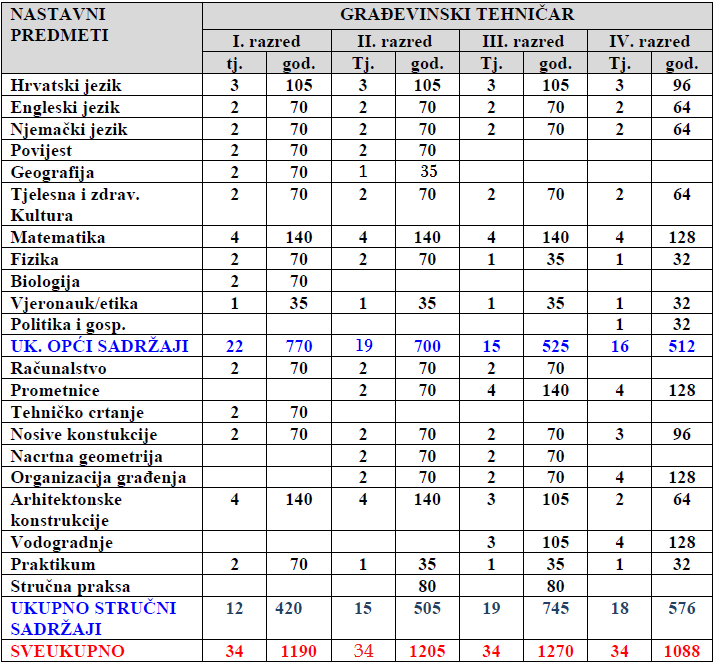 NASTAVNI PREDMETI GRAĐEVINSKI TEHNIČAR
I. razred II. razred III. razred IV. razred
tj. god. Tj. god. Tj. god. Tj. god.
Hrvatski jezik 3 105 3 105 3 105 3 96
Engleski jezik 2 70 2 70 2 70 2 64
Njemački jezik 2 70 2 70 2 70 2 64
Povijest 2 70 2 70
Geografija 2 70 1 35
Tjelesna i zdrav. 2 70 2 70 2 70 2 64
Kultura
Matematika 4 140 4 140 4 140 4 128
Fizika 2 70 2 70 1 35 1 32
Biologija 2 70
Vjeronauk/etika 1 35 1 35 1 35 1 32
Politika i gosp. 1 32
UK. OPĆI SADRŽAJI 22 770 19 700 15 525 16 512
Računalstvo 2 70 2 70 2 70
Prometnice 2 70 4 140 4 128
Tehničko crtanje 2 70
Nosive konstukcije 2 70 2 70 2 70 3 96
Nacrtna geometrija 2 70 2 70
Organizacija građenja 2 70 2 70 4 128
Arhitektonske 4 140 4 140 3 105 2 64
konstrukcije
Vodogradnje 3 105 4 128
Praktikum 2 70 1 35 1 35 1 32
Stručna praksa 80 80
UKUPNO STRUČNI 12 420 15 505 19 745 18 576
SADRŽAJI
SVEUKUPNO 34 1190 34 1205 34 1270 34 1088